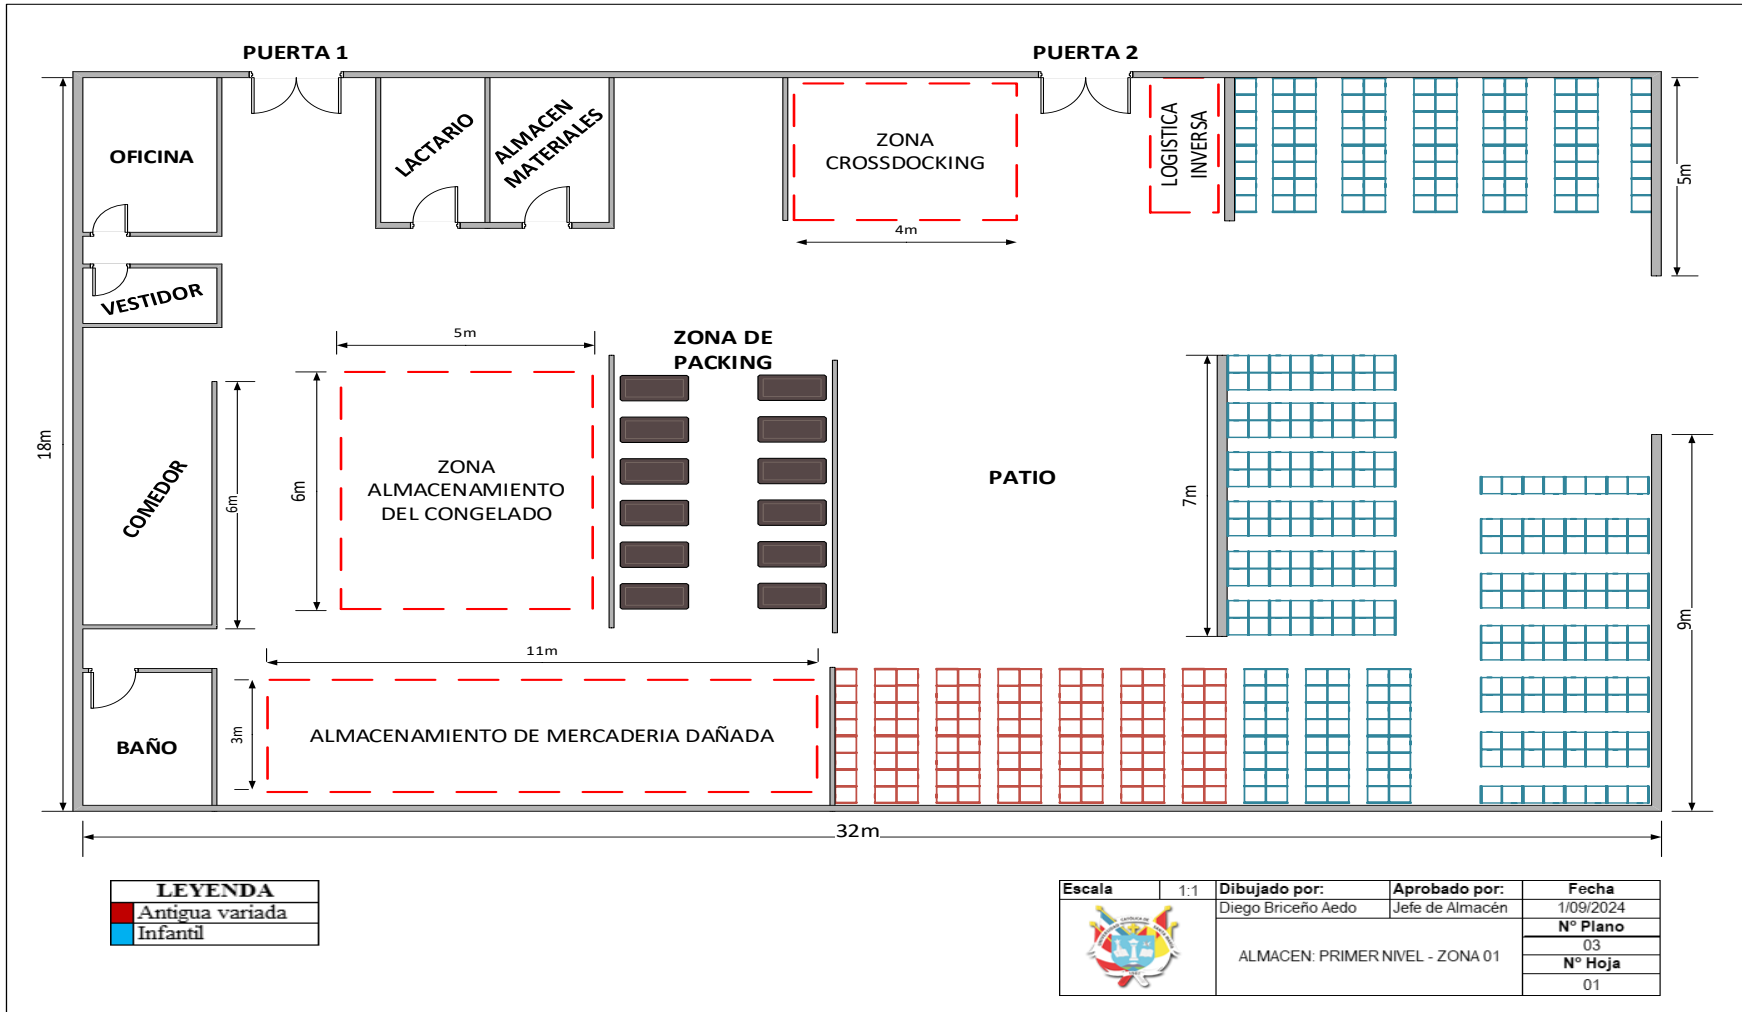 PUERTA 1
PUERTA 2
OFICINA
LACTARIO
ALMACEN
MATERIALES
ZONA
CROSSDOCKING
LOGISTICA
INVERSA
5m
4m
VESTIDOR
5m
ZONA DE
PACKING
18m
COMEDOR
6m
6m
ZONA
ALMACENAMIENTO
DEL CONGELADO
PATIO
7m
9m
11m
BAÑO
3m
ALMACENAMIENTO DE MERCADERIA DAÑADA
32m
LEYENDA
Antigua variada
Infantil
Escala 1:1 Dibujado por: Aprobado por: Fecha
Diego Briceño Aedo Jefe de Almacén 1/09/2024
Nº Plano
03
ALMACEN: PRIMER NIVEL - ZONA 01
Nº Hoja
01